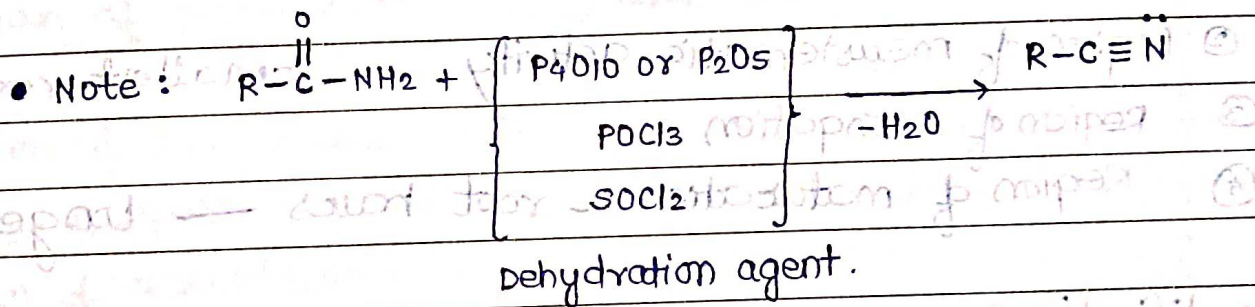 O
||
• Note : R-C-NH2 + P4O10 or P2O5 → R-C≡N̈
POCl3 -H2O
SOCl2
Dehydration agent.